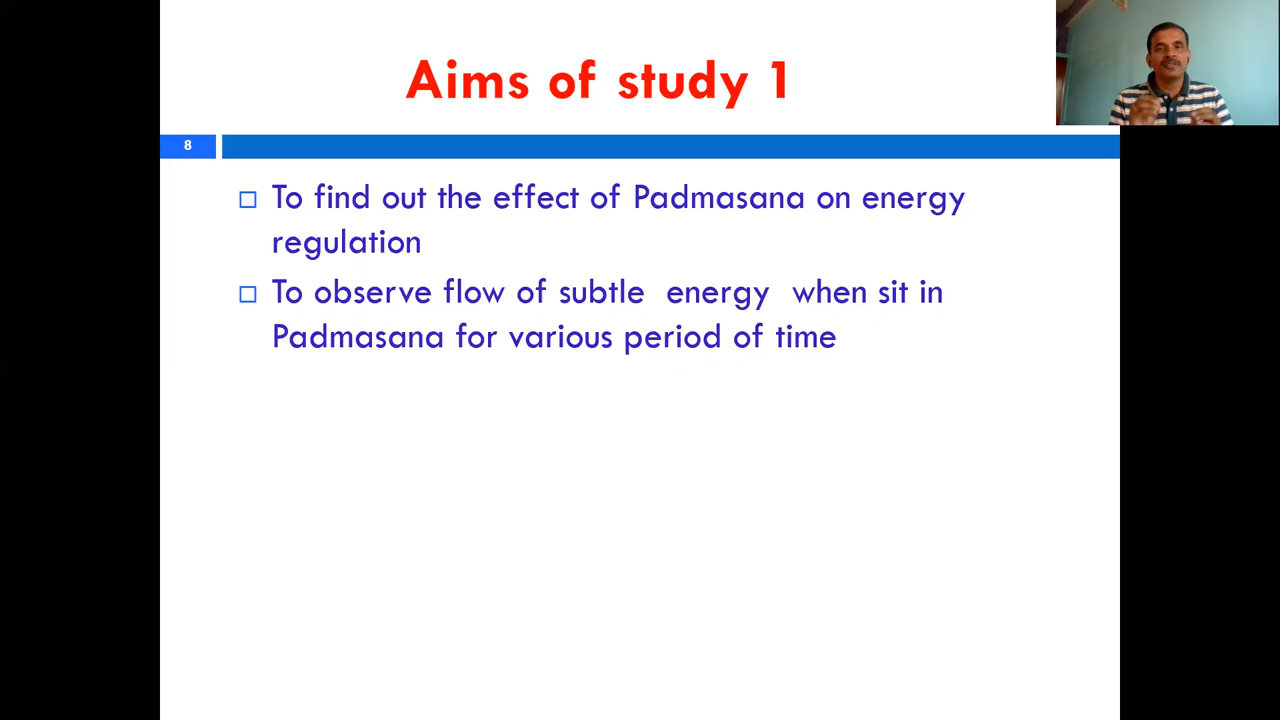 Aims of study 1
8
To find out the effect of Padmasana on energy
regulation
To observe flow of subtle energy when sit in
Padmasana for various period of time